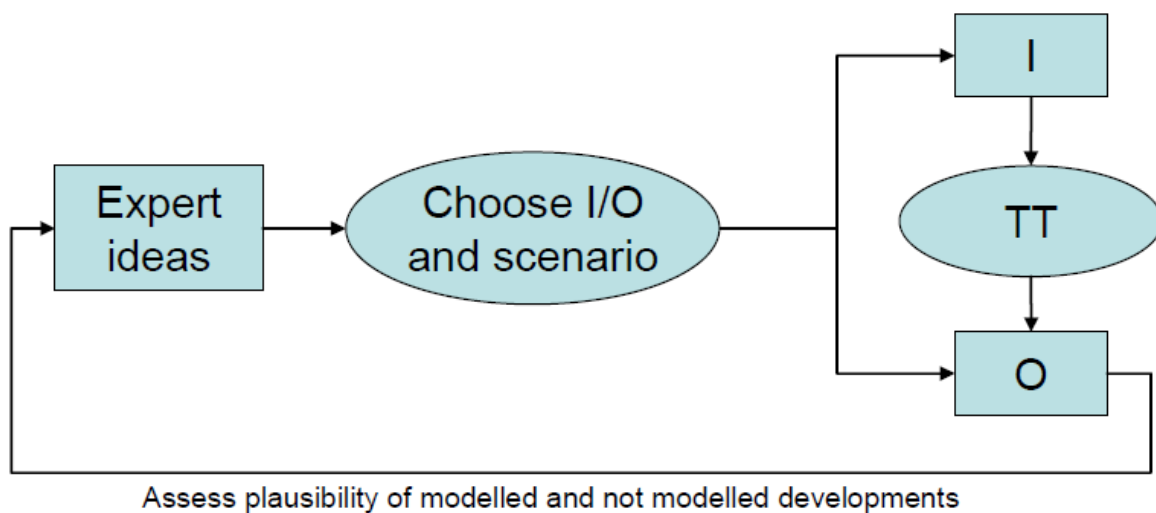 Expert
ideas
Choose I/O
and scenario
I
TT
O
Assess plausibility of modelled and not modelled developments